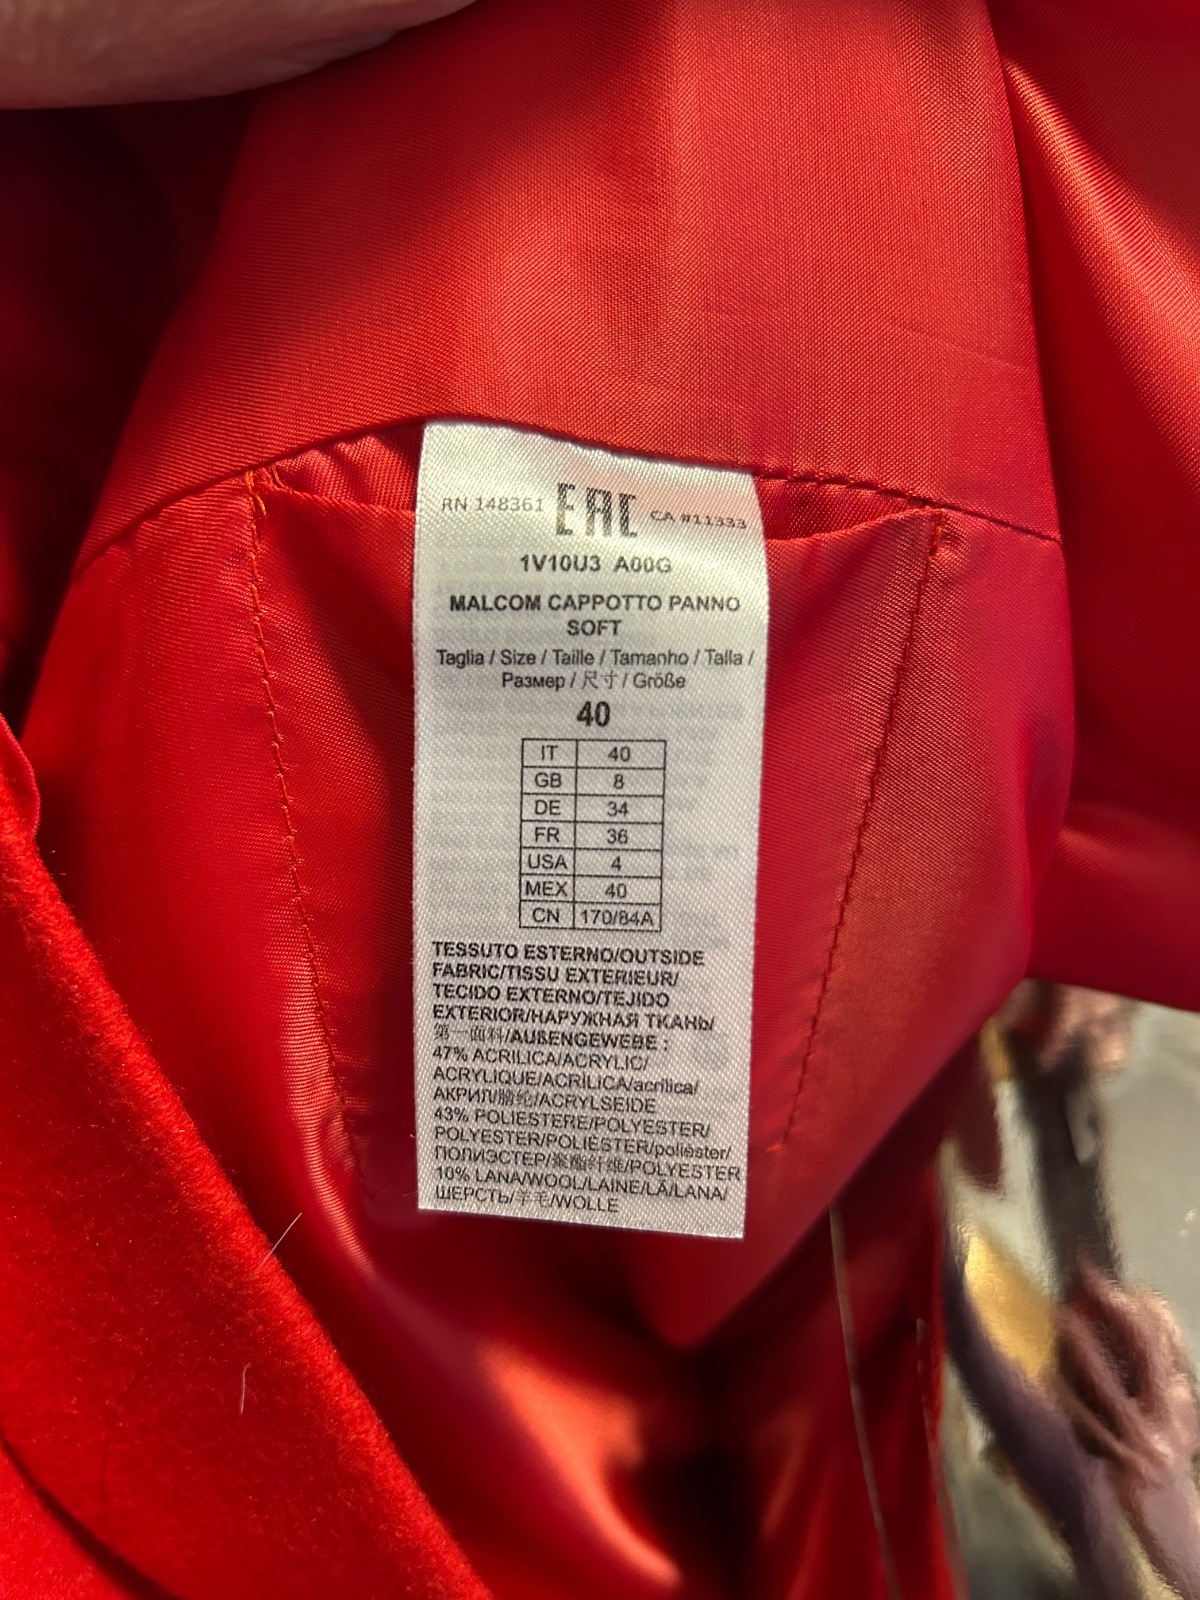 RN 148361 EAC CA #11333
1V10U3 A00G
MALCOM CAPPOTTO PANNO
SOFT
Taglia / Size / Taille / Tamanho / Talla /
Размер / 尺寸 / Größe
40
IT 40
GB 8
DE 34
FR 36
USA 4
MEX 40
CN 170/84A
TESSUTO ESTERNO/OUTSIDE
FABRIC/TISSU EXTERIEUR/
TECIDO EXTERNO/TEJIDO
EXTERIOR/НАРУЖНАЯ ТКАНЬ/
第一面料/AUßENGEWEBE :
47% ACRILICA/ACRYLIC/
ACRYLIQUE/ACRÍLICA/acrílica/
АКРИЛ/腈纶/ACRYLSEIDE
43% POLIESTERE/POLYESTER/
POLYESTER/POLIÉSTER/poliéster/
ПОЛИЭСТЕР/聚酯纤维/POLYESTER
10% LANA/WOOL/LAINE/LÃ/LANA/
ШЕРСТЬ/羊毛/WOLLE